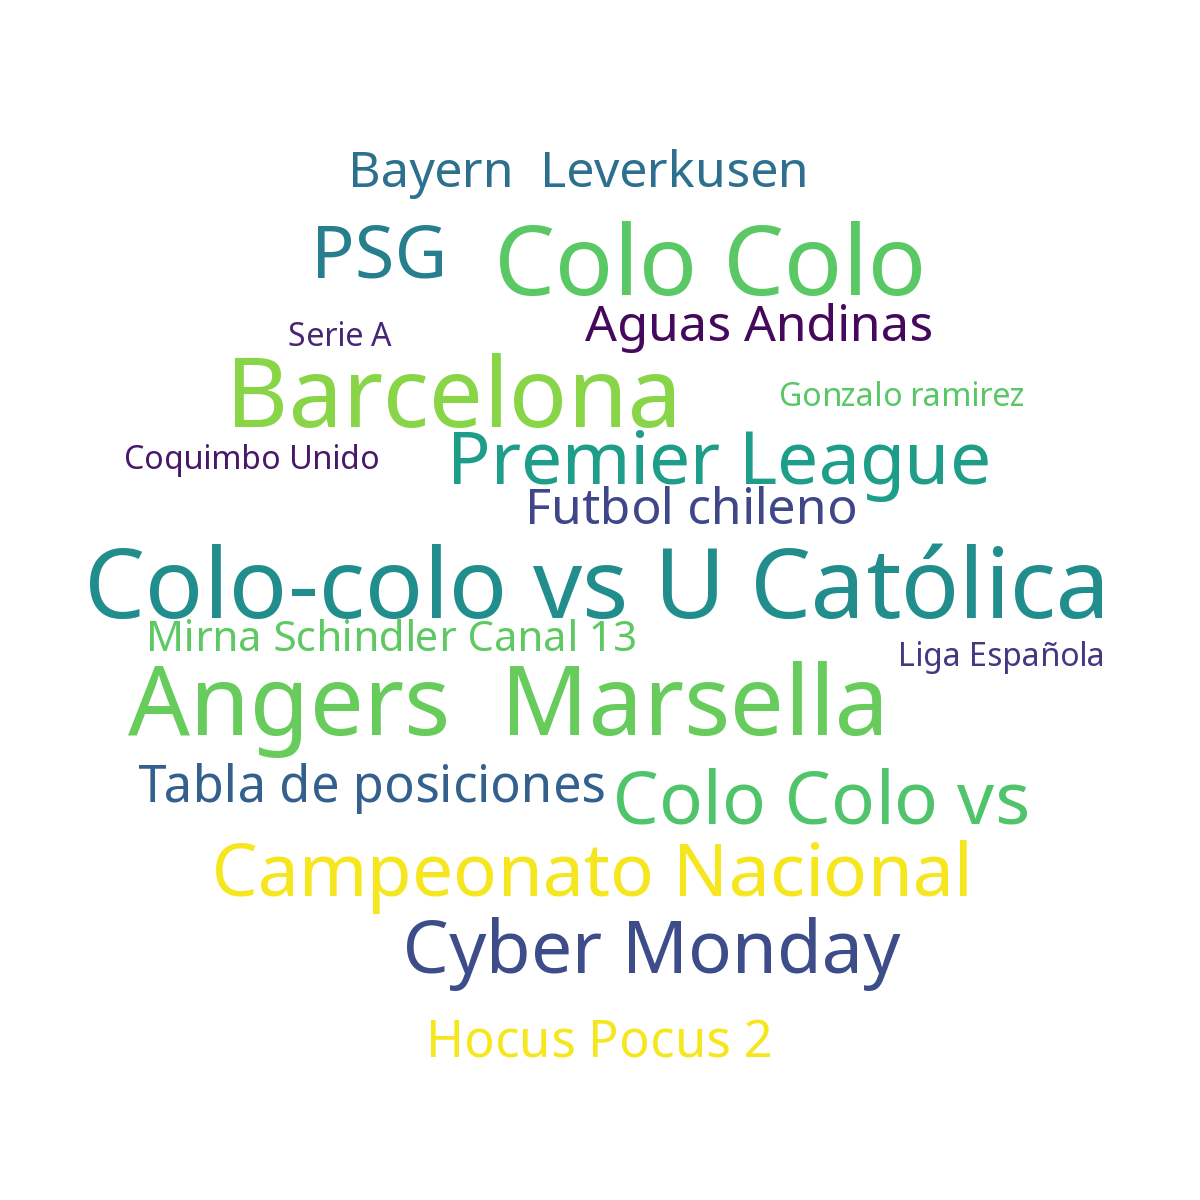 Bayern  Leverkusen
PSG
Colo Colo
Aguas Andinas
Serie A
Barcelona
Gonzalo ramirez
Coquimbo Unido
Premier League
Futbol chileno
Colo-colo vs U Católica
Mirna Schindler Canal 13
Liga Española
Angers  Marsella
Tabla de posiciones
Colo Colo vs
Campeonato Nacional
Cyber Monday
Hocus Pocus 2